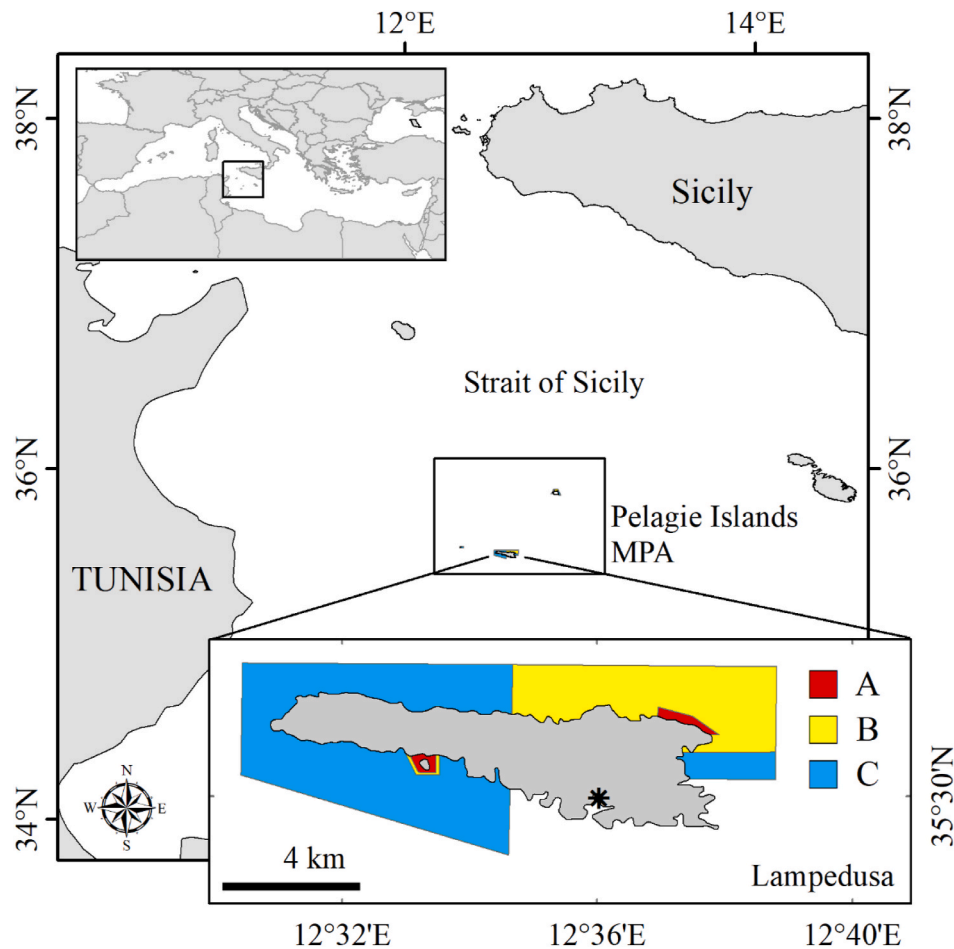 12°E
14°E
38°N
38°N
Sicily
Strait of Sicily
36°N
36°N
Pelagie Islands
MPA
TUNISIA
A
B
C
N
W
E
S
34°N
35°30'N
4 km
Lampedusa
12°32'E
12°36'E
12°40'E